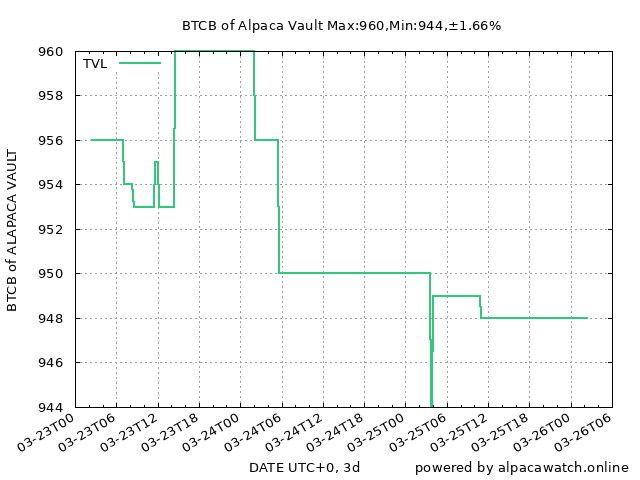 BTCB of Alpaca Vault Max:960,Min:944,±1.66%
TVL
BTCB of ALAPACA VAULT
960
958
956
954
952
950
948
946
944
03-23T00
03-23T06
03-23T12
03-23T18
03-24T00
03-24T06
03-24T12
03-24T18
03-25T00
03-25T06
03-25T12
03-25T18
03-26T00
03-26T06
DATE UTC+0, 3d
powered by alpacawatch.online